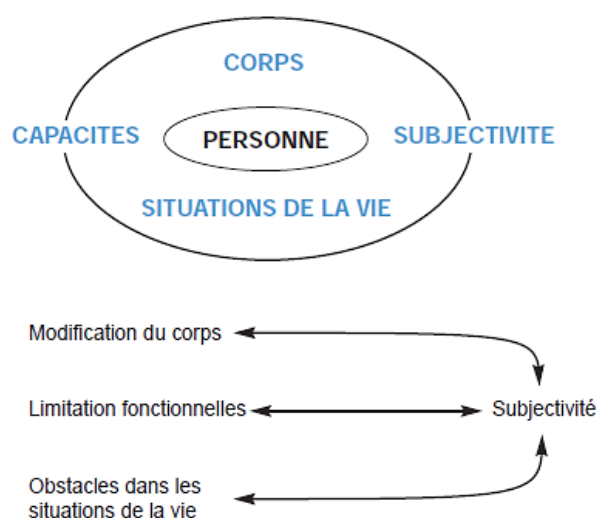 CORPS
CAPACITES PERSONNE SUBJECTIVITE
SITUATIONS DE LA VIE
Modification du corps
Limitation fonctionnelles Subjectivité
Obstacles dans les
situations de la vie